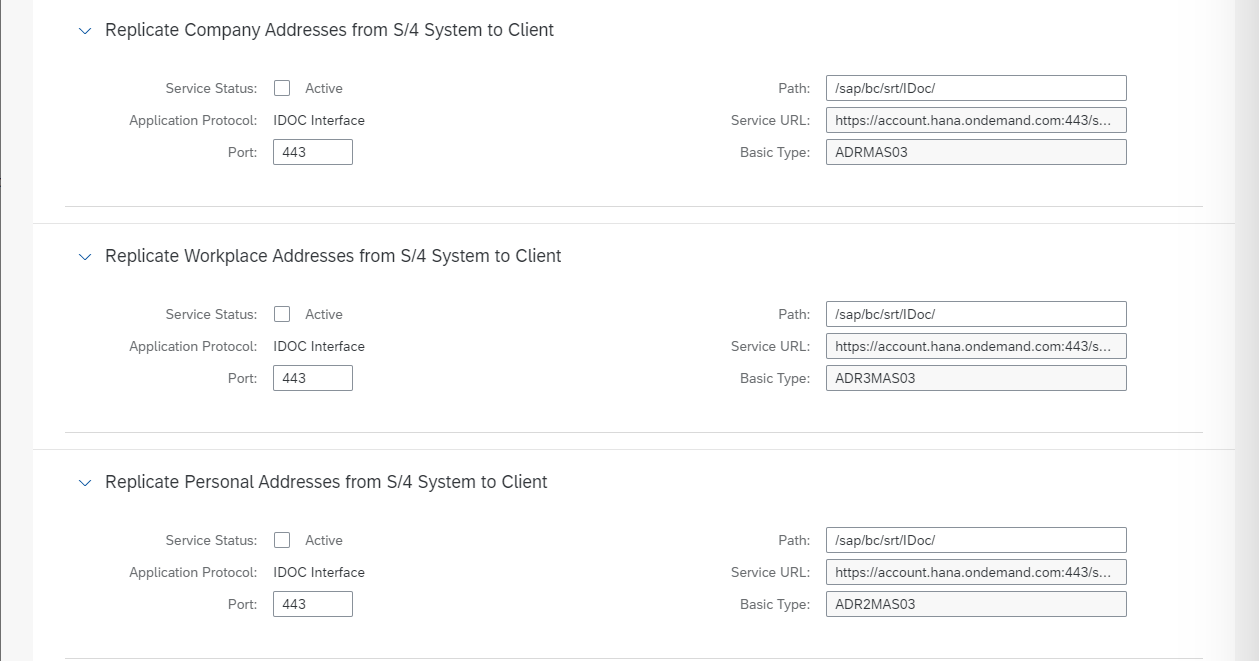 Replicate Company Addresses from S/4 System to Client
Service Status: Active Path: /sap/bc/srt/IDoc/
Application Protocol: IDOC Interface Service URL: https://account.hana.ondemand.com:443/s...
Port: 443 Basic Type: ADRMAS03
Replicate Workplace Addresses from S/4 System to Client
Service Status: Active Path: /sap/bc/srt/IDoc/
Application Protocol: IDOC Interface Service URL: https://account.hana.ondemand.com:443/s...
Port: 443 Basic Type: ADR3MAS03
Replicate Personal Addresses from S/4 System to Client
Service Status: Active Path: /sap/bc/srt/IDoc/
Application Protocol: IDOC Interface Service URL: https://account.hana.ondemand.com:443/s...
Port: 443 Basic Type: ADR2MAS03